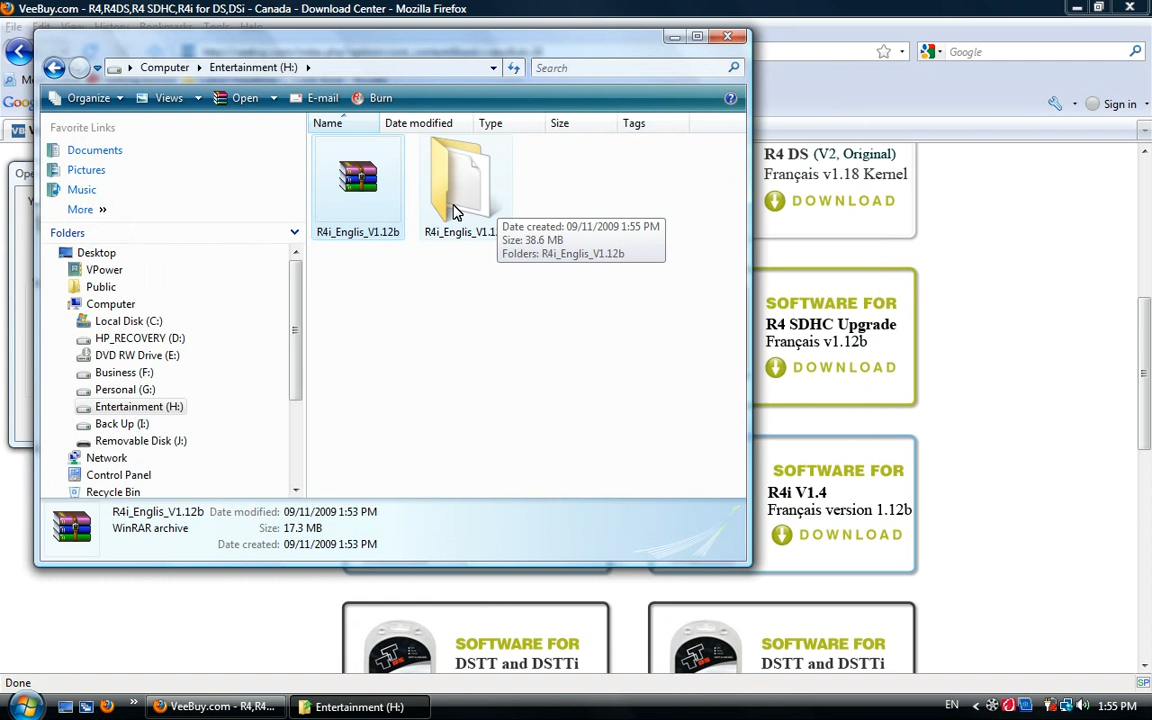 VeeBuy.com - R4,R4DS,R4 SDHC,R4i for DS,DSi - Canada - Download Center - Mozilla Firefox
Computer Entertainment (H:)
Search
Google
Organize Views Open E-mail Burn
Sign in
Favorite Links
Documents
Pictures
Music
More »
Folders
Desktop
VPower
Public
Computer
Local Disk (C:)
HP_RECOVERY (D:)
DVD RW Drive (E:)
Business (F:)
Personal (G:)
Entertainment (H:)
Back Up (I:)
Removable Disk (J:)
Network
Control Panel
Recycle Bin
Name Date modified Type Size Tags
R4i_Englis_V1.12b
R4i_Englis_V1.1
Date created: 09/11/2009 1:55 PM
Size: 38.6 MB
Folders: R4i_Englis_V1.12b
R4i_Englis_V1.12b Date modified: 09/11/2009 1:53 PM
WinRAR archive Size: 17.3 MB
Date created: 09/11/2009 1:53 PM
R4 DS (V2, Original)
Français v1.18 Kernel
DOWNLOAD
SOFTWARE FOR
R4 SDHC Upgrade
Français v1.12b
DOWNLOAD
SOFTWARE FOR
R4i V1.4
Français version 1.12b
DOWNLOAD
SOFTWARE FOR
DSTT and DSTTi
SOFTWARE FOR
DSTT and DSTTi
Done
VeeBuy.com - R4,R4...
Entertainment (H:)
EN
1:55 PM